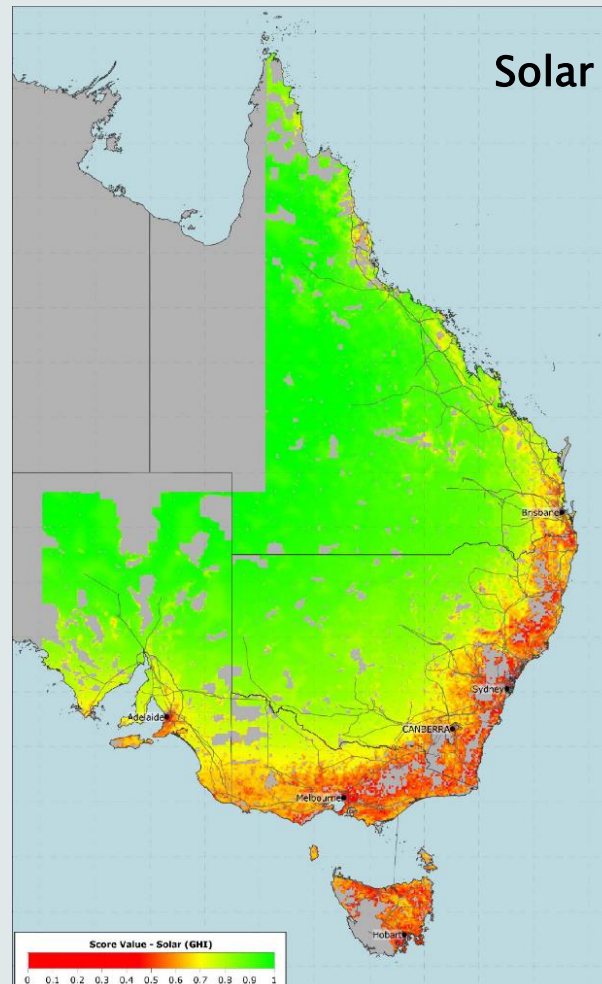 Solar
Brisbane
Sydney
Adelaide
CANBERRA
Melbourne
Hobart
Score Value - Solar (GHI)
0 0.1 0.2 0.3 0.4 0.5 0.6 0.7 0.8 0.9 1